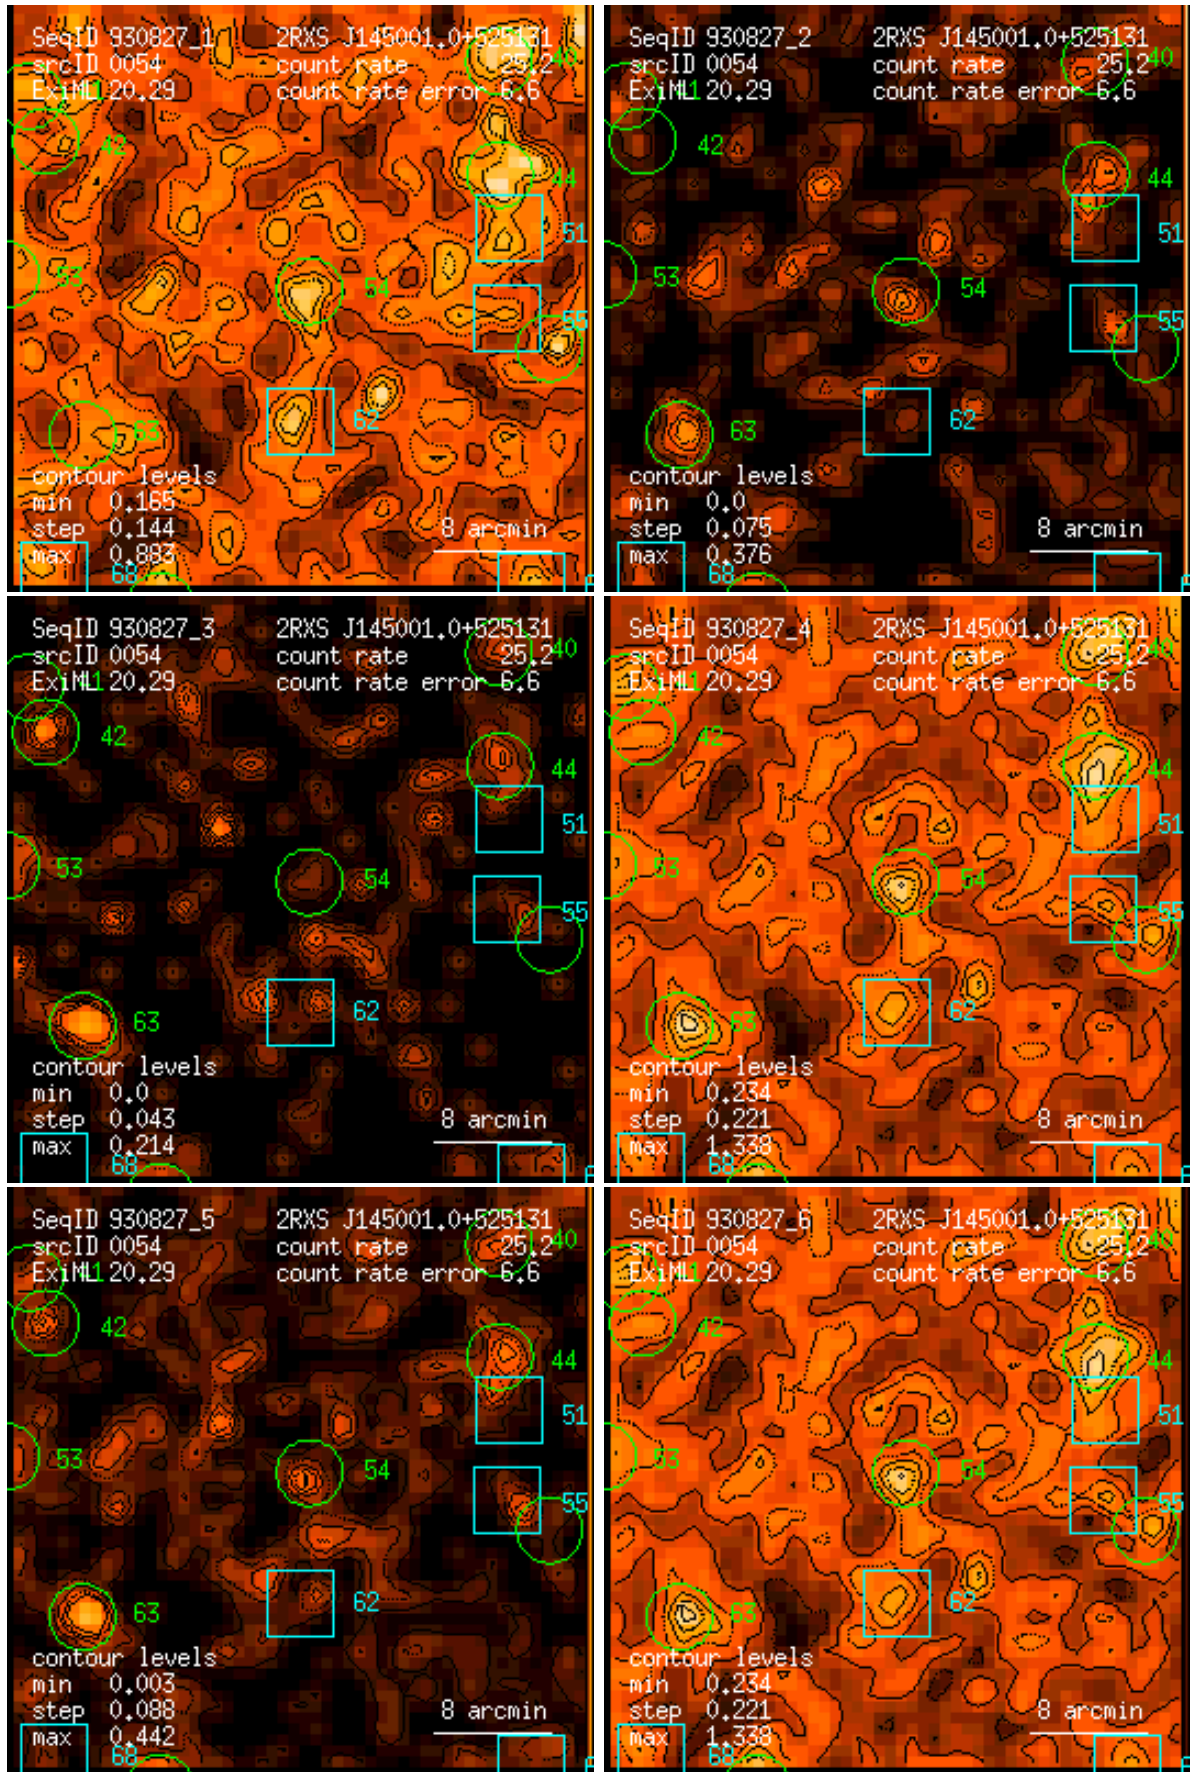 SeqID 930827_1 2RXS J145001.0+525131
srcID 0054 count rate 25.2 40
ExiML 20.29 count rate error 6.6
41
42
44
51
53
54
55
62
63
contour levels
min 0.165
step 0.144 8 arcmin
max 0.883
68
SeqID 930827_2 2RXS J145001.0+525131
srcID 0054 count rate 25.2 40
ExiML 20.29 count rate error 6.6
42
44
51
53
54
55
62
63
contour levels
min 0.0
step 0.075 8 arcmin
max 0.376
68
SeqID 930827_3 2RXS J145001.0+525131
srcID 0054 count rate 25.2 40
ExiML 20.29 count rate error 6.6
42
44
51
53
54
55
62
63
contour levels
min 0.0
step 0.043 8 arcmin
max 0.214
68
SeqID 930827_4 2RXS J145001.0+525131
srcID 0054 count rate 25.2 40
ExiML 20.29 count rate error 6.6
42
44
51
53
54
55
62
63
contour levels
min 0.234
step 0.221 8 arcmin
max 1.338
68
SeqID 930827_5 2RXS J145001.0+525131
srcID 0054 count rate 25.2 40
ExiML 20.29 count rate error 6.6
42
44
51
53
54
55
62
63
contour levels
min 0.003
step 0.088 8 arcmin
max 0.442
68
SeqID 930827_6 2RXS J145001.0+525131
srcID 0054 count rate 25.2 40
ExiML 20.29 count rate error 6.6
42
44
51
53
54
55
62
63
contour levels
min 0.234
step 0.221 8 arcmin
max 1.338
68